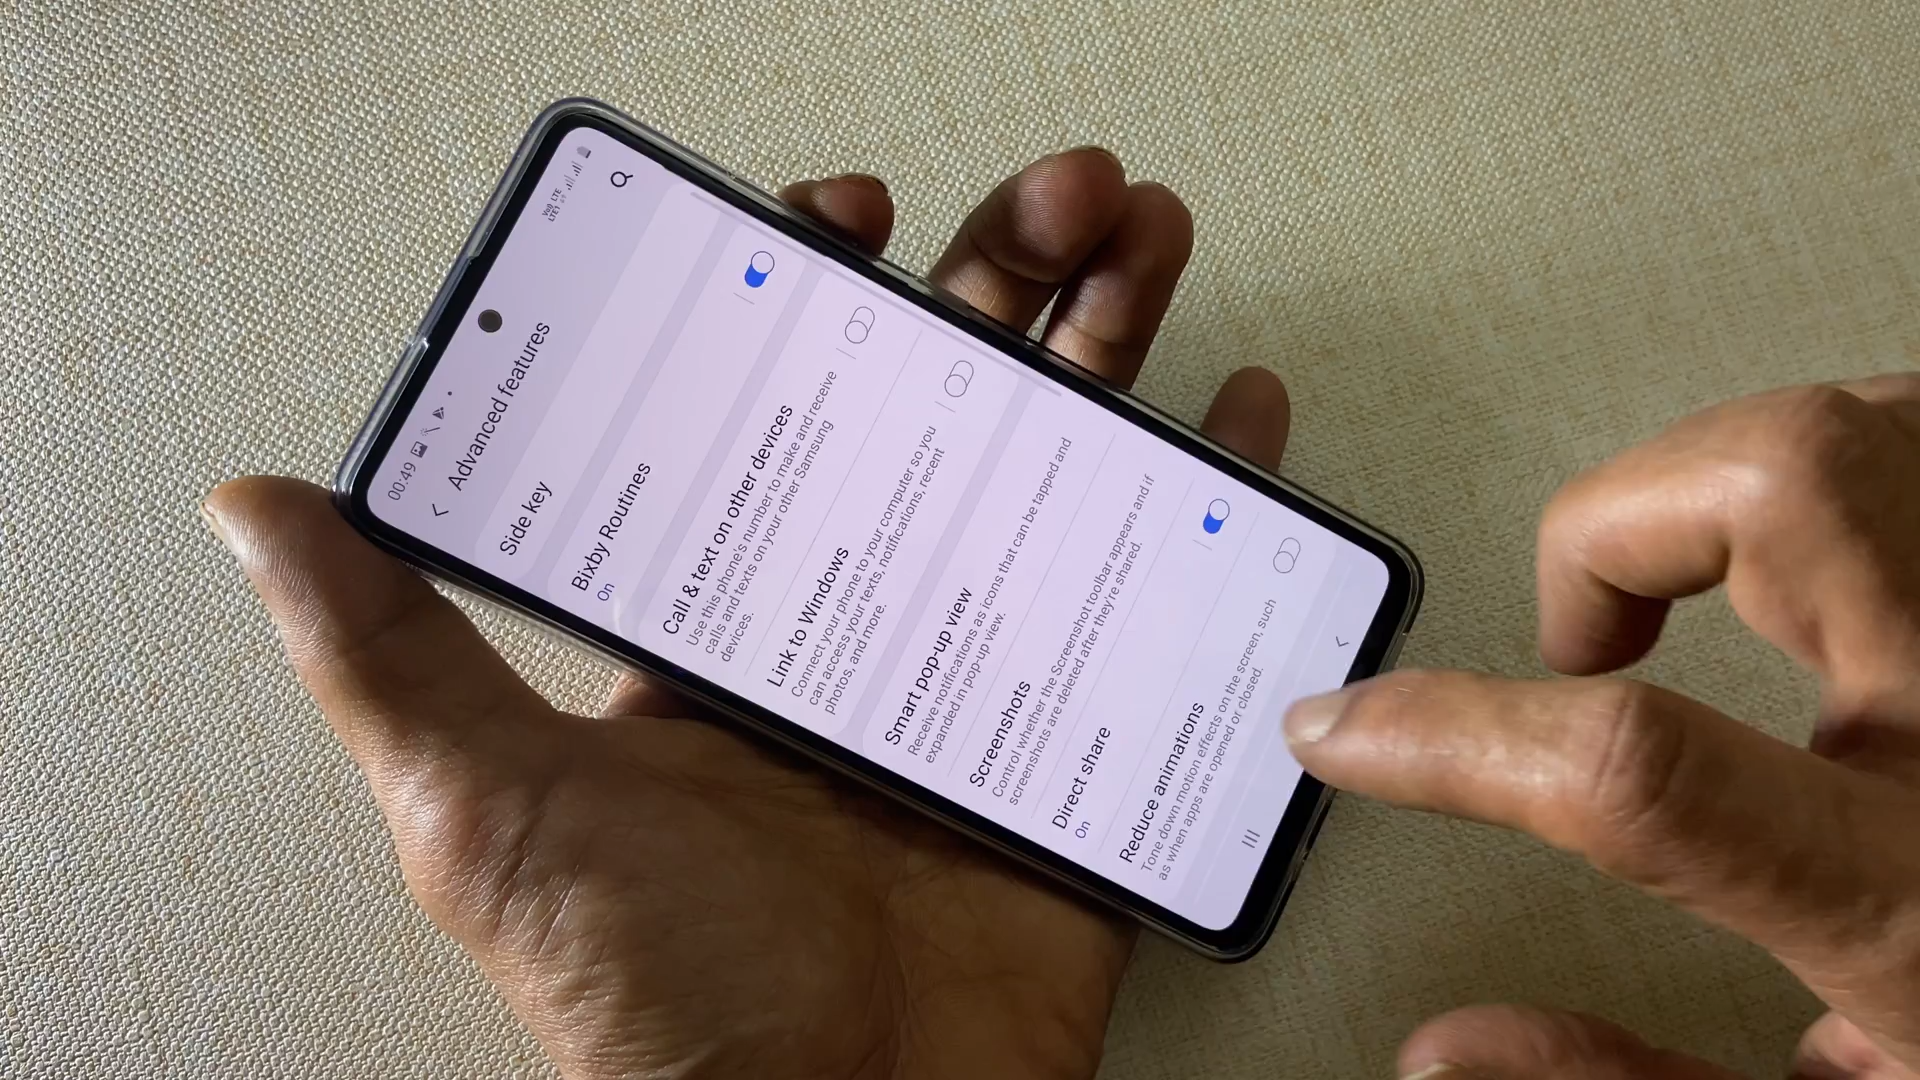 00:49
Vo0 LTE
LTE1
Advanced features
Side key
Bixby Routines
On
Call & text on other devices
Use this phone's number to make and receive
calls and texts on your other Samsung
devices.
Link to Windows
Connect your phone to your computer so you
can access your texts, notifications, recent
photos, and more.
Smart pop-up view
Receive notifications as icons that can be tapped and
expanded in pop-up view.
Screenshots
Control whether the Screenshot toolbar appears and if
screenshots are deleted after they're shared.
Direct share
On
Reduce animations
Tone down motion effects on the screen, such
as when apps are opened or closed.